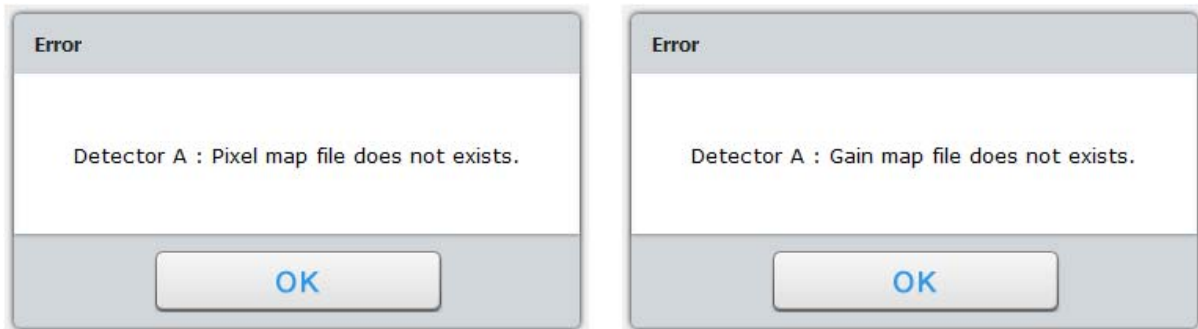 Error
Detector A : Pixel map file does not exists.
OK
Error
Detector A : Gain map file does not exists.
OK